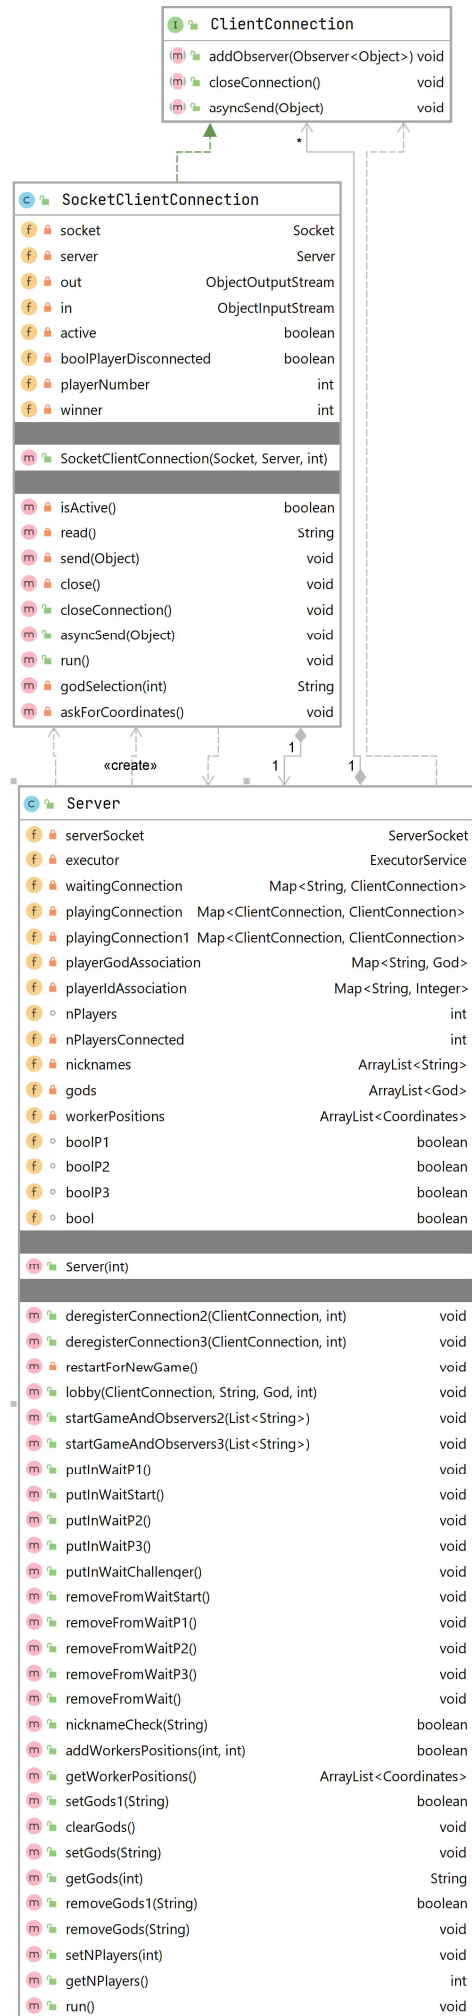 I ClientConnection
m addObserver(Observer<Object>) void
m closeConnection() void
m asyncSend(Object) void
*
C SocketClientConnection
f socket Socket
f server Server
f out ObjectOutputStream
f in ObjectInputStream
f active boolean
f boolPlayerDisconnected boolean
f playerNumber int
f winner int
m SocketClientConnection(Socket, Server, int)
m isActive() boolean
m read() String
m send(Object) void
m close() void
m closeConnection() void
m asyncSend(Object) void
m run() void
m godSelection(int) String
m askForCoordinates() void
1
«create» 1 1
C Server
f serverSocket ServerSocket
f executor ExecutorService
f waitingConnection Map<String, ClientConnection>
f playingConnection Map<ClientConnection, ClientConnection>
f playingConnection1 Map<ClientConnection, ClientConnection>
f playerGodAssociation Map<String, God>
f playerIdAssociation Map<String, Integer>
f nPlayers int
f nPlayersConnected int
f nicknames ArrayList<String>
f gods ArrayList<God>
f workerPositions ArrayList<Coordinates>
f boolP1 boolean
f boolP2 boolean
f boolP3 boolean
f bool boolean
m Server(int)
m deregisterConnection2(ClientConnection, int) void
m deregisterConnection3(ClientConnection, int) void
m restartForNewGame() void
m lobby(ClientConnection, String, God, int) void
m startGameAndObservers2(List<String>) void
m startGameAndObservers3(List<String>) void
m putInWaitP1() void
m putInWaitStart() void
m putInWaitP2() void
m putInWaitP3() void
m putInWaitChallenger() void
m removeFromWaitStart() void
m removeFromWaitP1() void
m removeFromWaitP2() void
m removeFromWaitP3() void
m removeFromWait() void
m nicknameCheck(String) boolean
m addWorkersPositions(int, int) boolean
m getWorkerPositions() ArrayList<Coordinates>
m setGods1(String) boolean
m clearGods() void
m setGods(String) void
m getGods(int) String
m removeGods1(String) boolean
m removeGods(String) void
m setNPlayers(int) void
m getNPlayers() int
m run() void